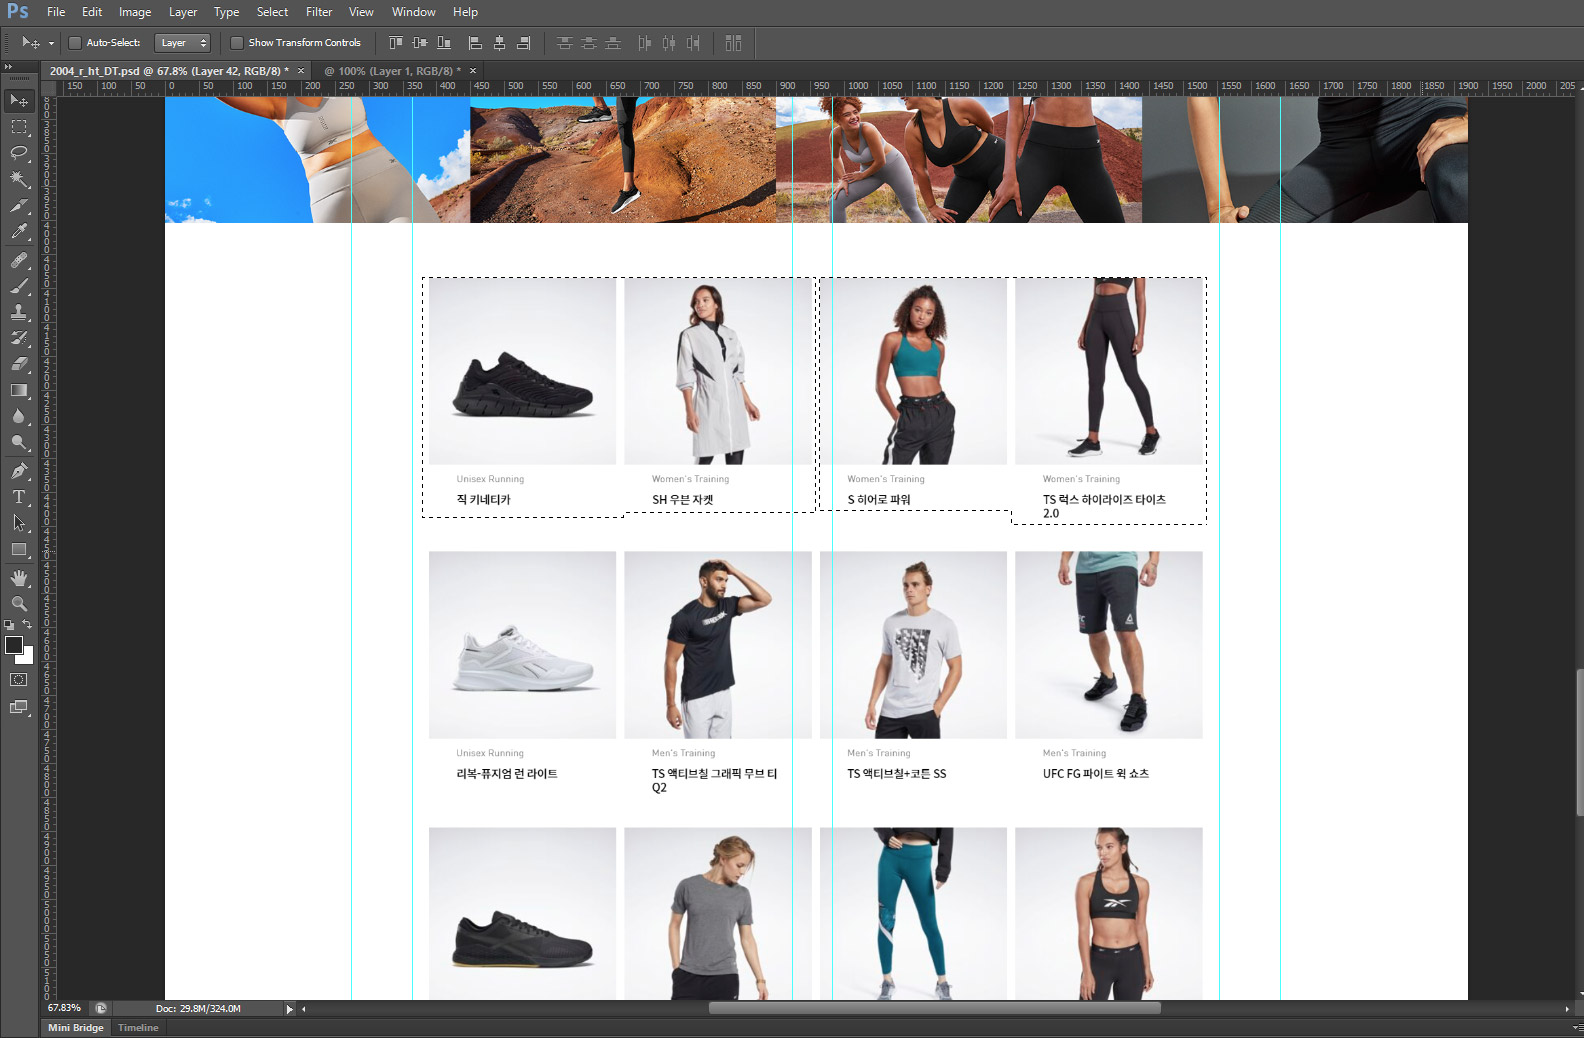 Ps File Edit Image Layer Type Select Filter View Window Help
Auto-Select: Layer Show Transform Controls
2004_r_ht_DT.psd @ 67.8% (Layer 42, RGB/8) * × @ 100% (Layer 1, RGB/8) * ×
150 100 50 0 50 100 150 200 250 300 350 400 450 500 550 600 650 700 750 800 850 900 950 1000 1050 1100 1150 1200 1250 1300 1350 1400 1450 1500 1550 1600 1650 1700 1750 1800 1850 1900 1950 2000 205
Unisex Running
직 키네티카
Women's Training
SH 우븐 자켓
Women's Training
S 히어로 파워
Women's Training
TS 럭스 하이라이즈 타이츠
2.0
Unisex Running
리복-퓨지엄 런 라이트
Men's Training
TS 액티브칠 그래픽 무브 티
Q2
Men's Training
TS 액티브칠+코튼 SS
Men's Training
UFC FG 파이트 윅 쇼츠
67.83% Doc: 29.8M/324.0M
Mini Bridge Timeline